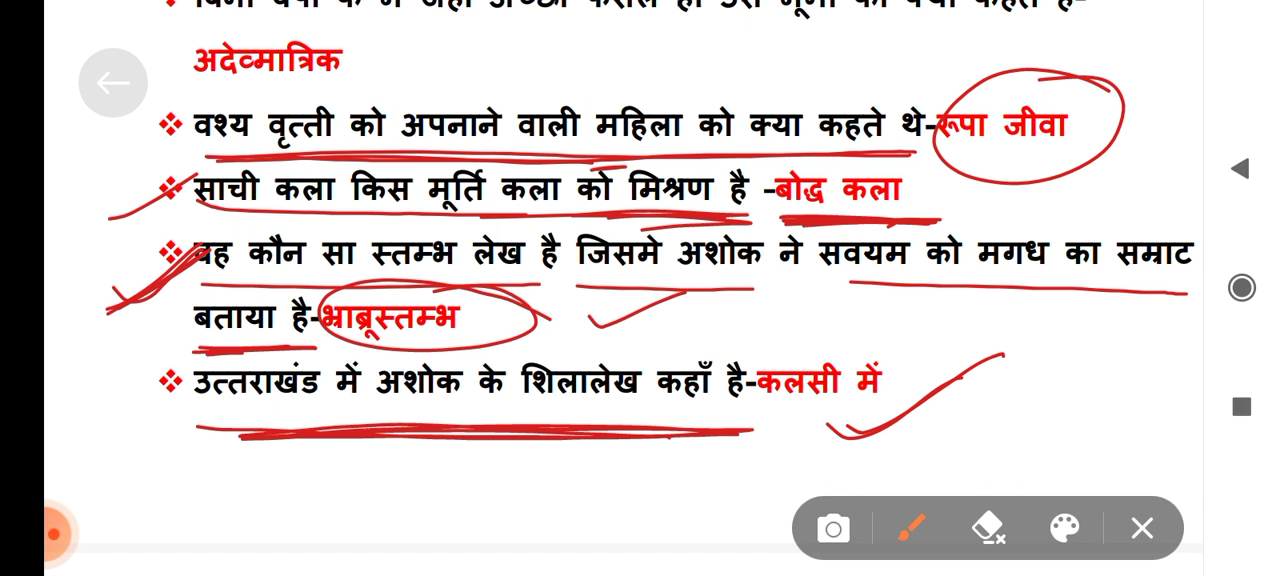 ❖ अदेव्मात्रिक
❖ वश्य वृत्ती को अपनाने वाली महिला को क्या कहते थे-रूपा जीवा
❖ साची कला किस मूर्ति कला को मिश्रण है -बोद्ध कला
❖ वह कौन सा स्तम्भ लेख है जिसमे अशोक ने सवयम को मगध का सम्राट
बताया है-भ्राब्रूस्तम्भ
❖ उत्तराखंड में अशोक के शिलालेख कहाँ है-कलसी में